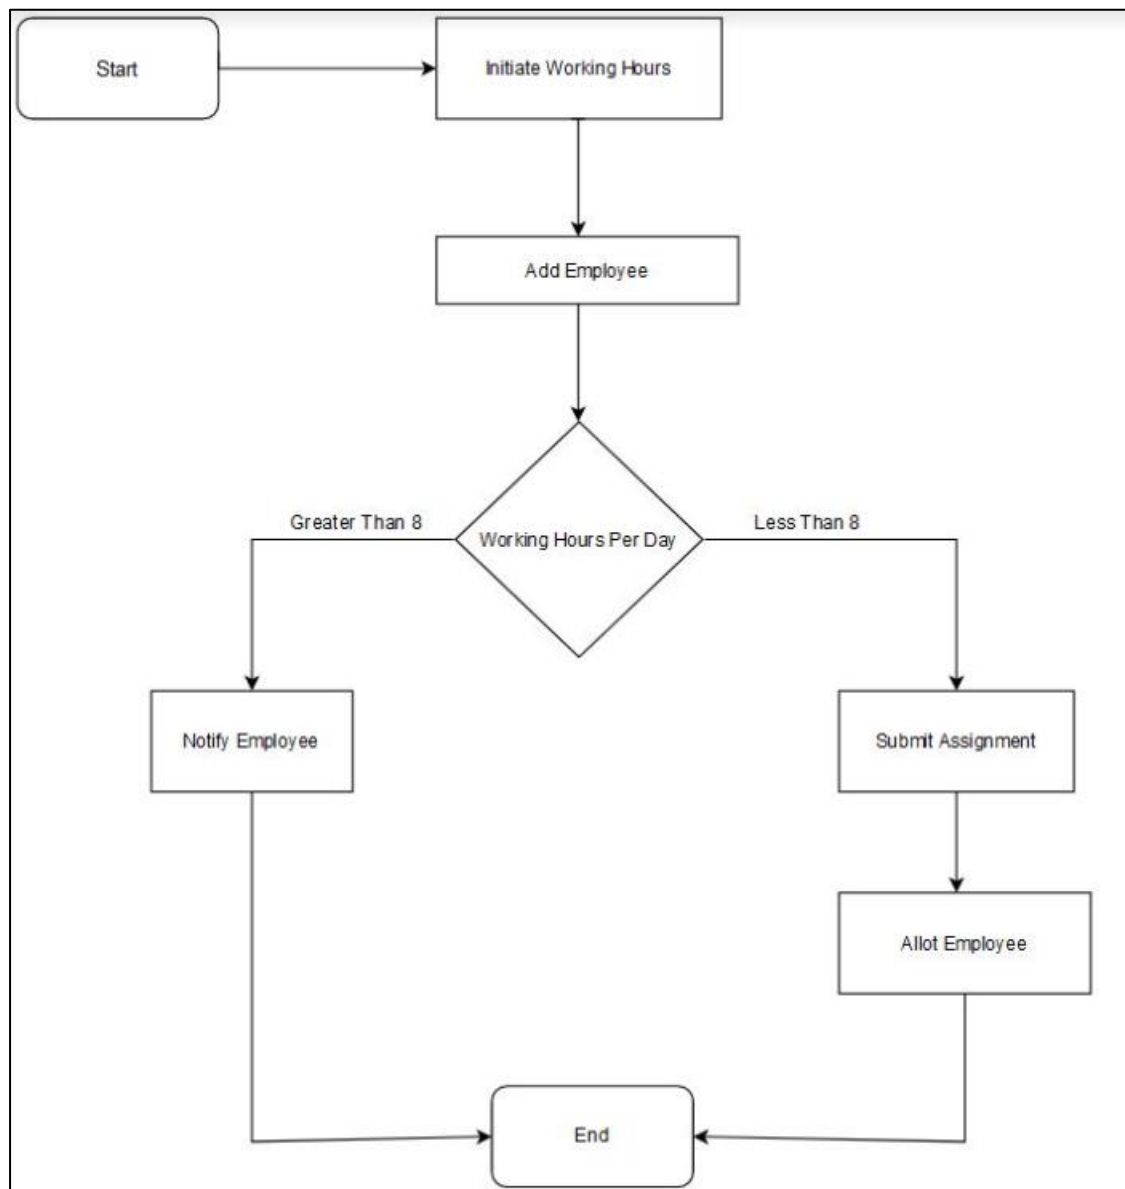 Start
Initiate Working Hours
Add Employee
Greater Than 8
Working Hours Per Day
Less Than 8
Notify Employee
Submit Assignment
Allot Employee
End